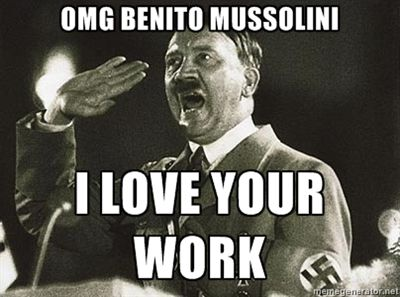 OMG BENITO MUSSOLINI
I LOVE YOUR
WORK
memegenerator.net